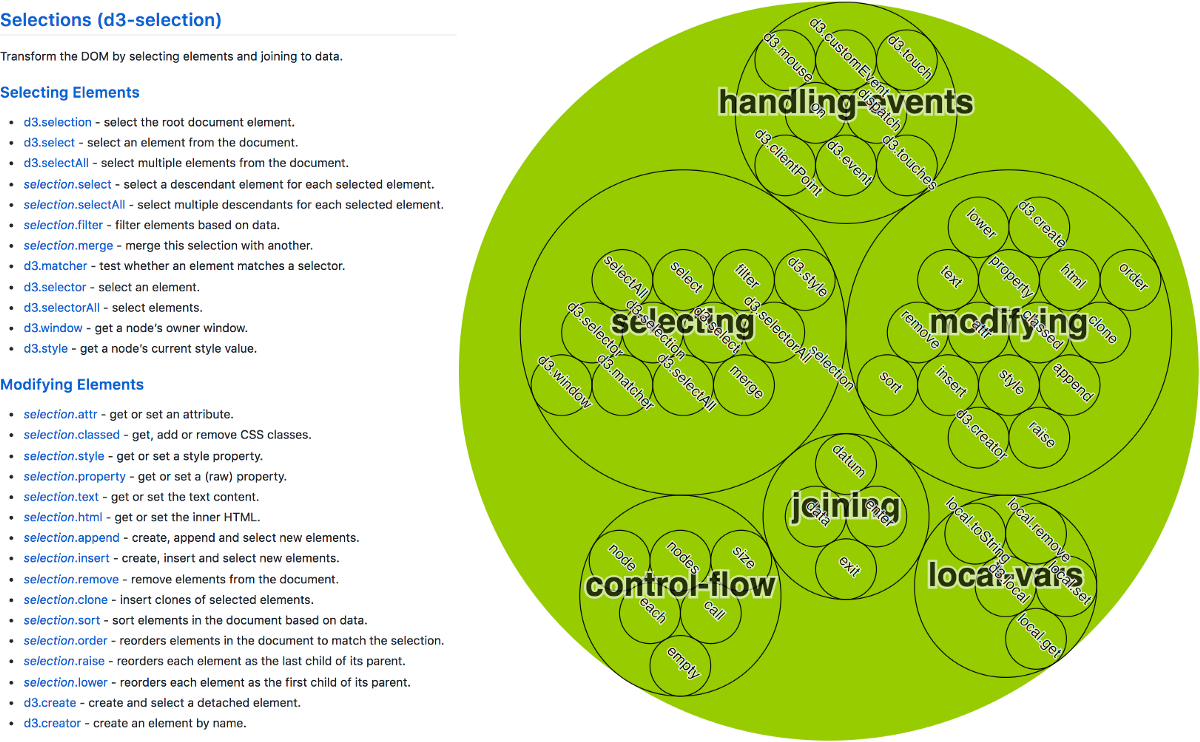 Selections (d3-selection)
Transform the DOM by selecting elements and joining to data.
Selecting Elements
• d3.selection - select the root document element.
• d3.select - select an element from the document.
• d3.selectAll - select multiple elements from the document.
• selection.select - select a descendant element for each selected element.
• selection.selectAll - select multiple descendants for each selected element.
• selection.filter - filter elements based on data.
• selection.merge - merge this selection with another.
• d3.matcher - test whether an element matches a selector.
• d3.selector - select an element.
• d3.selectorAll - select elements.
• d3.window - get a node's owner window.
• d3.style - get a node's current style value.
Modifying Elements
• selection.attr - get or set an attribute.
• selection.classed - get, add or remove CSS classes.
• selection.style - get or set a style property.
• selection.property - get or set a (raw) property.
• selection.text - get or set the text content.
• selection.html - get or set the inner HTML.
• selection.append - create, append and select new elements.
• selection.insert - create, insert and select new elements.
• selection.remove - remove elements from the document.
• selection.clone - insert clones of selected elements.
• selection.sort - sort elements in the document based on data.
• selection.order - reorders elements in the document to match the selection.
• selection.raise - reorders each element as the last child of its parent.
• selection.lower - reorders each element as the first child of its parent.
• d3.create - create and select a detached element.
• d3.creator - create an element by name.
d3.mouse
d3.customEvent
d3.touch
handling-events
on
dispatch
d3.clientPoint
d3.event
d3.touches
selectAll
select
filter
d3.style
selecting
d3.selector
d3.selection
d3.select
d3.selectorAll
d3.window
d3.matcher
d3.selectAll
merge
selection
lower
d3.create
text
property
html
order
modifying
remove
attr
classed
clone
sort
insert
style
append
d3.creator
raise
datum
joining
data
enter
exit
node
nodes
size
control-flow
each
call
empty
local.toString
local.remove
local-vars
d3.local
local.set
local.get